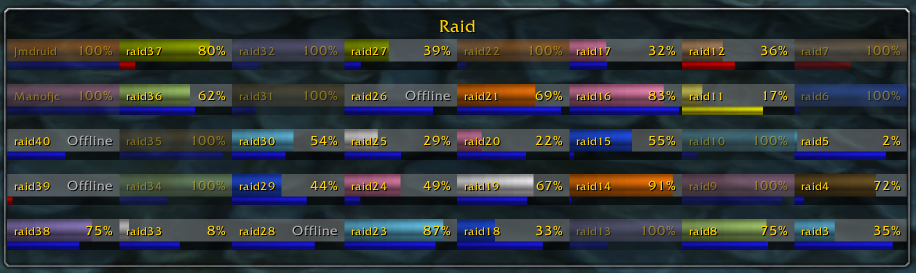 Raid
Jmdruid 100% raid37 80% raid32 100% raid27 39% raid22 100% raid17 32% raid12 36% raid7 100%
Manofjc 100% raid36 62% raid31 100% raid26 Offline raid21 69% raid16 83% raid11 17% raid6 100%
raid40 Offline raid35 100% raid30 54% raid25 29% raid20 22% raid15 55% raid10 100% raid5 2%
raid39 Offline raid34 100% raid29 44% raid24 49% raid19 67% raid14 91% raid9 100% raid4 72%
raid38 75% raid33 8% raid28 Offline raid23 87% raid18 33% raid13 100% raid8 75% raid3 35%